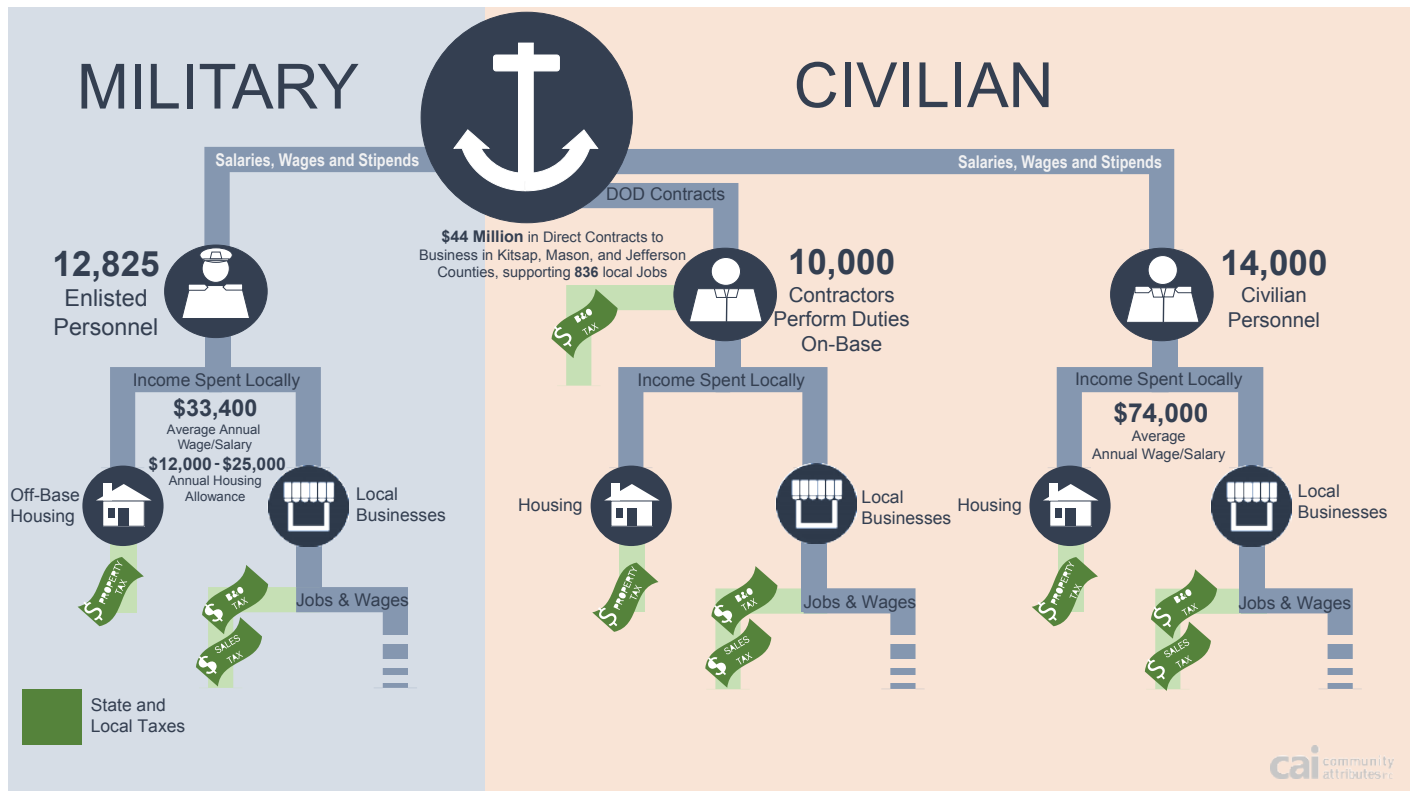 MILITARY
CIVILIAN
Salaries, Wages and Stipends
Salaries, Wages and Stipends
DOD Contracts
$44 Million in Direct Contracts to
Business in Kitsap, Mason, and Jefferson
Counties, supporting 836 local Jobs
12,825
Enlisted
Personnel
10,000
Contractors
Perform Duties
On-Base
14,000
Civilian
Personnel
$ B&O
TAX
Income Spent Locally
$33,400
Average Annual
Wage/Salary
$12,000 - $25,000
Annual Housing
Allowance
Income Spent Locally
Income Spent Locally
$74,000
Average
Annual Wage/Salary
Off-Base
Housing
Local
Businesses
Housing
Local
Businesses
Housing
Local
Businesses
$ PROPERTY
TAX
$ B&O
TAX
Jobs & Wages
$ SALES
TAX
$ PROPERTY
TAX
$ B&O
TAX
Jobs & Wages
$ SALES
TAX
$ PROPERTY
TAX
$ B&O
TAX
Jobs & Wages
$ SALES
TAX
State and
Local Taxes
cai community
attributes